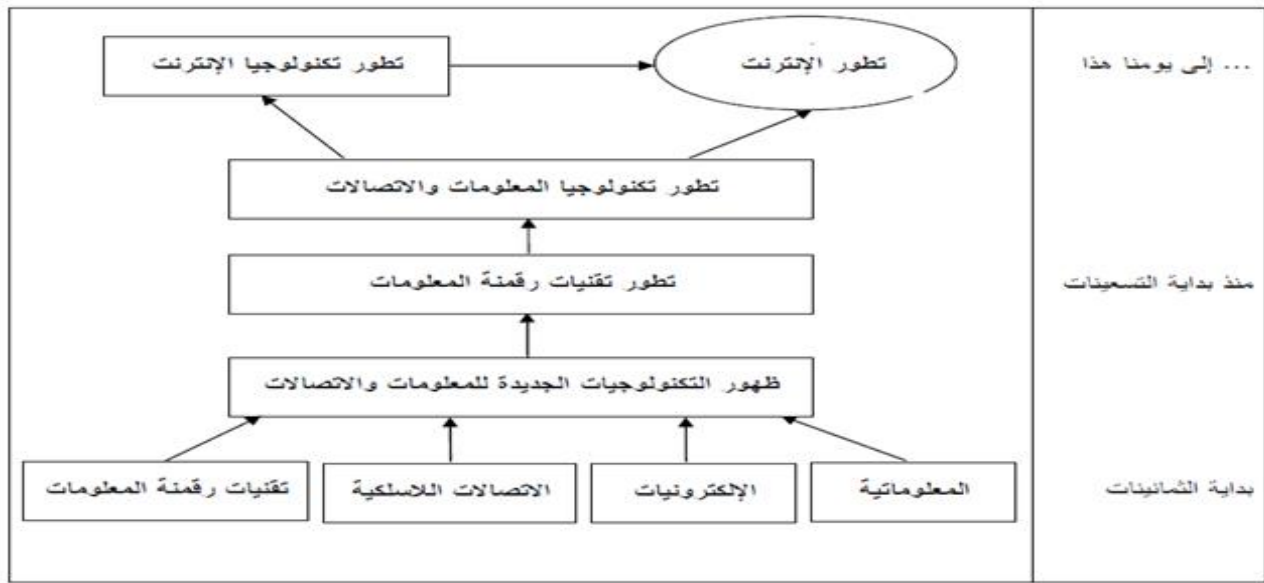 ... إلى يومنا هذا
تطور الإنترنت
تطور تكنولوجيا الإنترنت
تطور تكنولوجيا المعلومات والاتصالات
منذ بداية التسعينات
تطور تقنيات رقمنة المعلومات
ظهور التكنولوجيات الجديدة للمعلومات والاتصالات
بداية الثمانينات
المعلوماتية
الإلكترونيات
الاتصالات اللاسلكية
تقنيات رقمنة المعلومات